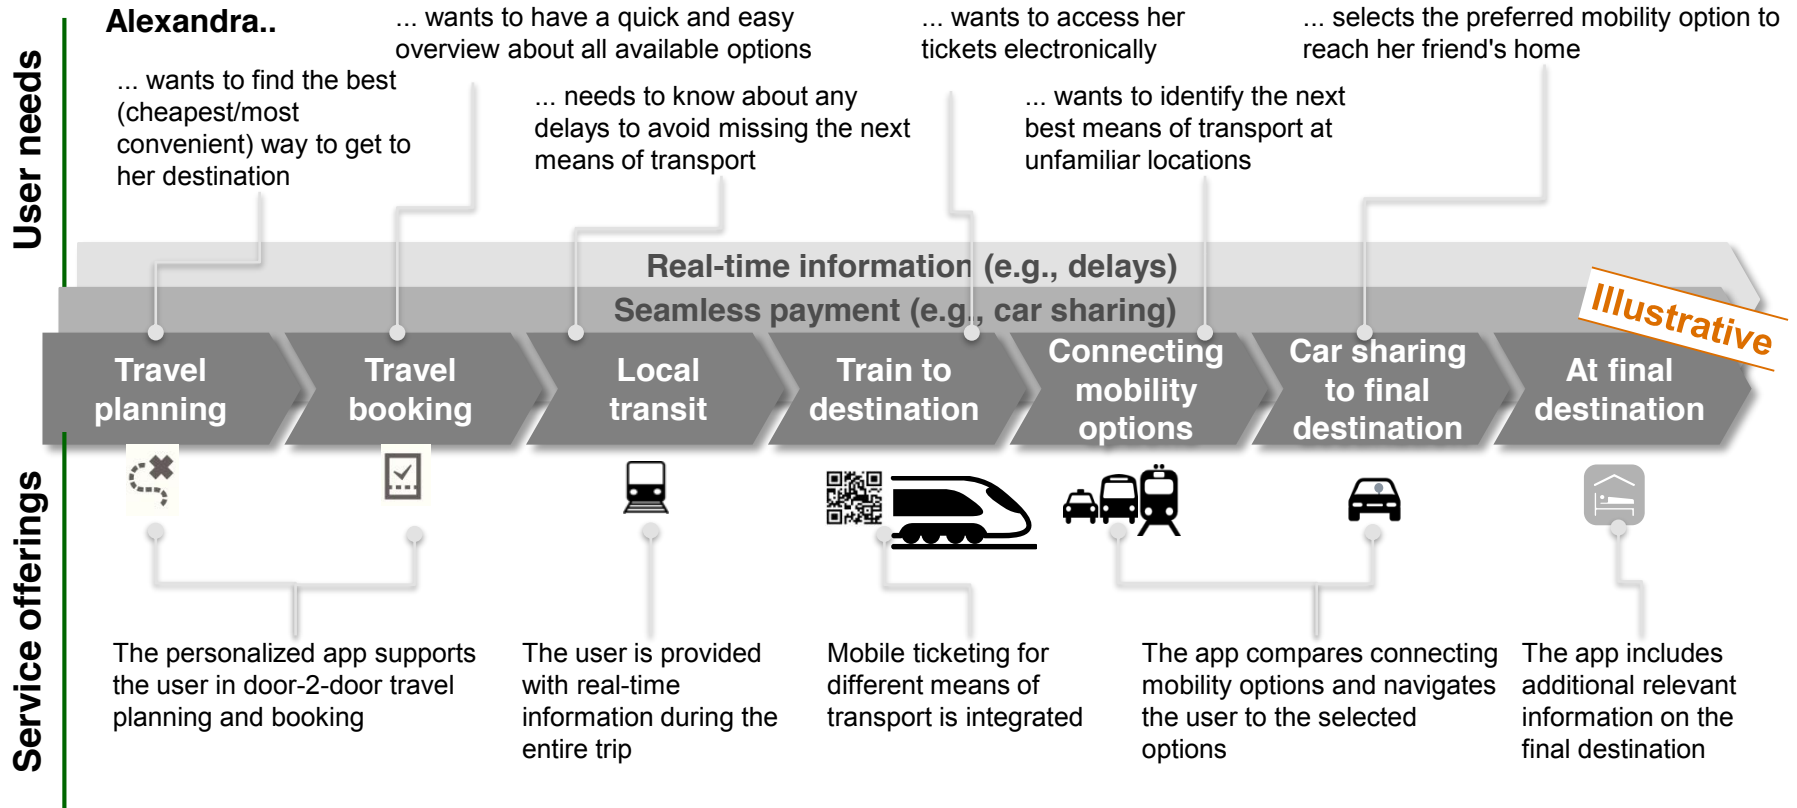 User needs
Alexandra..
... wants to find the best
(cheapest/most
convenient) way to get to
her destination
... wants to have a quick and easy
overview about all available options
... needs to know about any
delays to avoid missing the next
means of transport
... wants to access her
tickets electronically
... wants to identify the next
best means of transport at
unfamiliar locations
... selects the preferred mobility option to
reach her friend's home
Real-time information (e.g., delays)
Seamless payment (e.g., car sharing)
Illustrative
Travel
planning
Travel
booking
Local
transit
Train to
destination
Connecting
mobility
options
Car sharing
to final
destination
At final
destination
Service offerings
The personalized app supports
the user in door-2-door travel
planning and booking
The user is provided
with real-time
information during the
entire trip
Mobile ticketing for
different means of
transport is integrated
The app compares connecting
mobility options and navigates
the user to the selected
options
The app includes
additional relevant
information on the
final destination